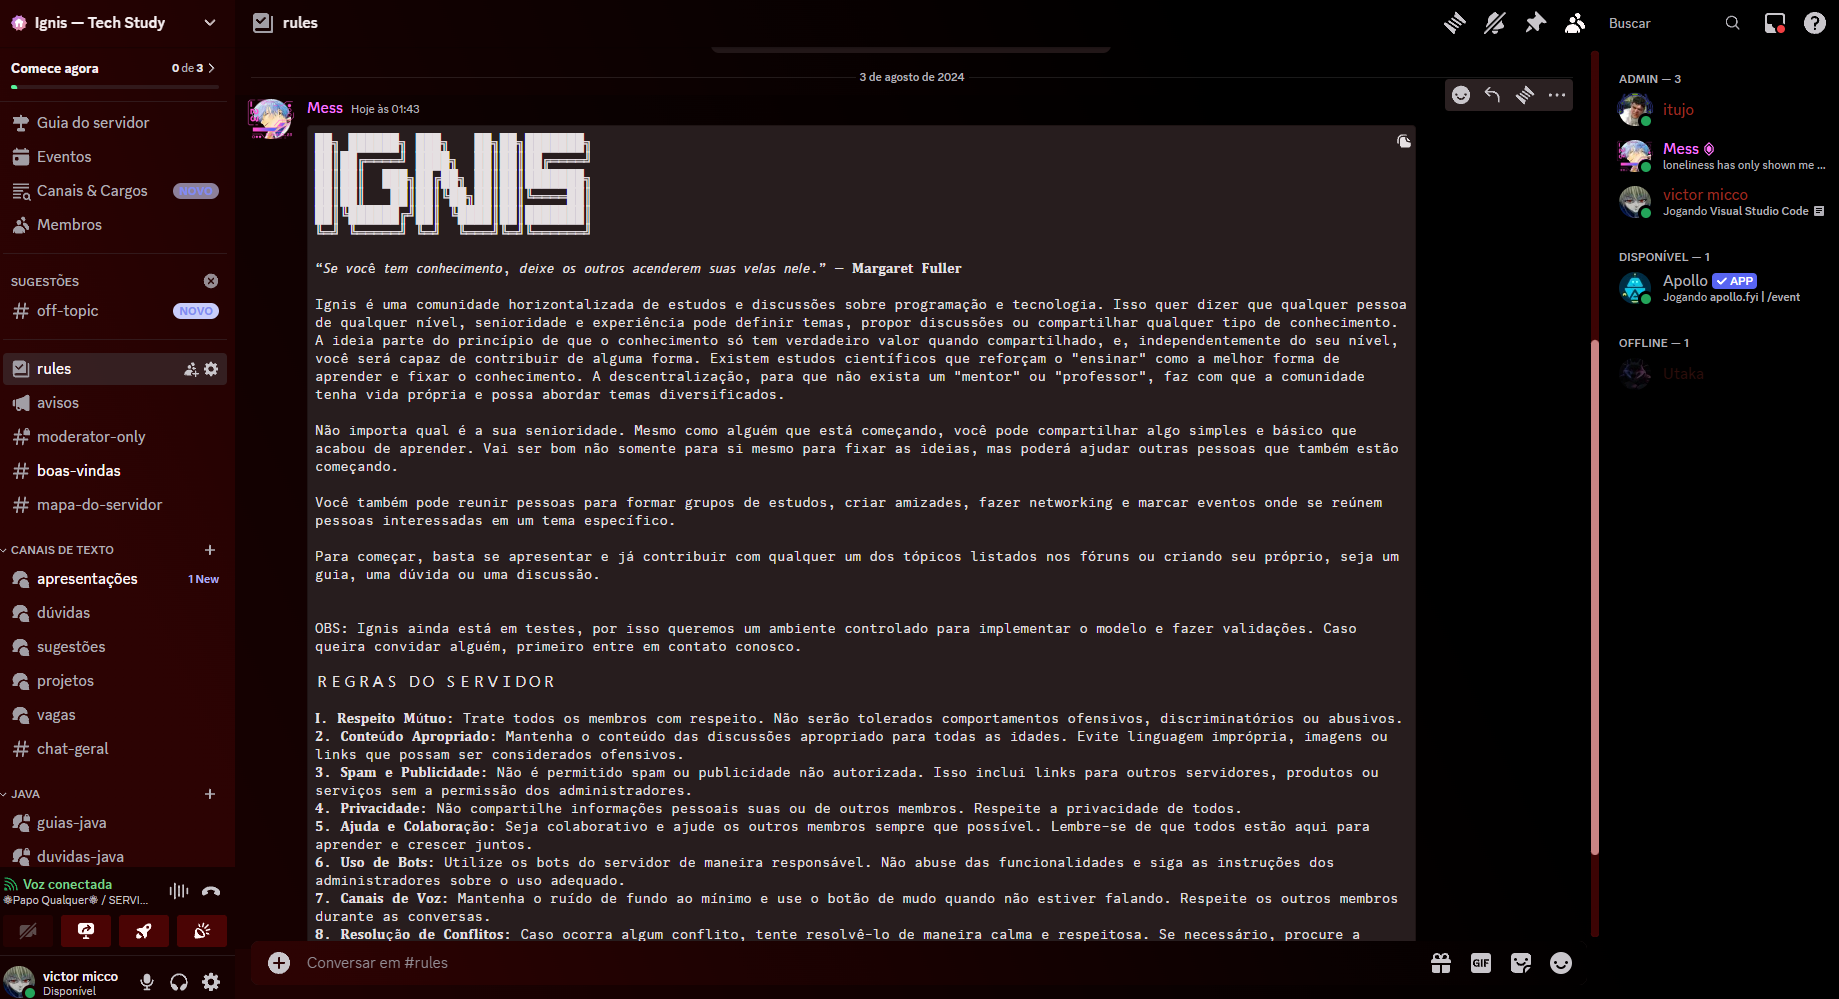 Ignis — Tech Study
Comece agora
0 de 3
Guia do servidor
Eventos
Canais & Cargos
NOVO
Membros
SUGESTÕES
off-topic
NOVO
rules
avisos
moderator-only
boas-vindas
mapa-do-servidor
CANAIS DE TEXTO
apresentações
1 New
dúvidas
sugestões
projetos
vagas
chat-geral
JAVA
guias-java
duvidas-java
Voz conectada
Papo Qualquer / SERVI...
victor micco
Disponível
rules
Buscar
3 de agosto de 2024
Mess Hoje às 01:43
IGNIS
“Se você tem conhecimento, deixe os outros acenderem suas velas nele.” — Margaret Fuller
Ignis é uma comunidade horizontalizada de estudos e discussões sobre programação e tecnologia. Isso quer dizer que qualquer pessoa
de qualquer nível, senioridade e experiência pode definir temas, propor discussões ou compartilhar qualquer tipo de conhecimento.
A ideia parte do princípio de que o conhecimento só tem verdadeiro valor quando compartilhado, e, independentemente do seu nível,
você será capaz de contribuir de alguma forma. Existem estudos científicos que reforçam o "ensinar" como a melhor forma de
aprender e fixar o conhecimento. A descentralização, para que não exista um "mentor" ou "professor", faz com que a comunidade
tenha vida própria e possa abordar temas diversificados.
Não importa qual é a sua senioridade. Mesmo como alguém que está começando, você pode compartilhar algo simples e básico que
acabou de aprender. Vai ser bom não somente para si mesmo para fixar as ideias, mas poderá ajudar outras pessoas que também estão
começando.
Você também pode reunir pessoas para formar grupos de estudos, criar amizades, fazer networking e marcar eventos onde se reúnem
pessoas interessadas em um tema específico.
Para começar, basta se apresentar e já contribuir com qualquer um dos tópicos listados nos fóruns ou criando seu próprio, seja um
guia, uma dúvida ou uma discussão.
OBS: Ignis ainda está em testes, por isso queremos um ambiente controlado para implementar o modelo e fazer validações. Caso
queira convidar alguém, primeiro entre em contato conosco.
REGRAS DO SERVIDOR
1. Respeito Mútuo: Trate todos os membros com respeito. Não serão tolerados comportamentos ofensivos, discriminatórios ou abusivos.
2. Conteúdo Apropriado: Mantenha o conteúdo das discussões apropriado para todas as idades. Evite linguagem imprópria, imagens ou
links que possam ser considerados ofensivos.
3. Spam e Publicidade: Não é permitido spam ou publicidade não autorizada. Isso inclui links para outros servidores, produtos ou
serviços sem a permissão dos administradores.
4. Privacidade: Não compartilhe informações pessoais suas ou de outros membros. Respeite a privacidade de todos.
5. Ajuda e Colaboração: Seja colaborativo e ajude os outros membros sempre que possível. Lembre-se de que todos estão aqui para
aprender e crescer juntos.
6. Uso de Bots: Utilize os bots do servidor de maneira responsável. Não abuse das funcionalidades e siga as instruções dos
administradores sobre o uso adequado.
7. Canais de Voz: Mantenha o ruído de fundo ao mínimo e use o botão de mudo quando não estiver falando. Respeite os outros membros
durante as conversas.
8. Resolução de Conflitos: Caso ocorra algum conflito, tente resolvê-lo de maneira calma e respeitosa. Se necessário, procure a
Conversar em #rules
GIF
ADMIN — 3
itujo
Mess
loneliness has only shown me ...
victor micco
Jogando Visual Studio Code
DISPONÍVEL — 1
Apollo APP
Jogando apollo.fyi | /event
OFFLINE — 1
Utaka